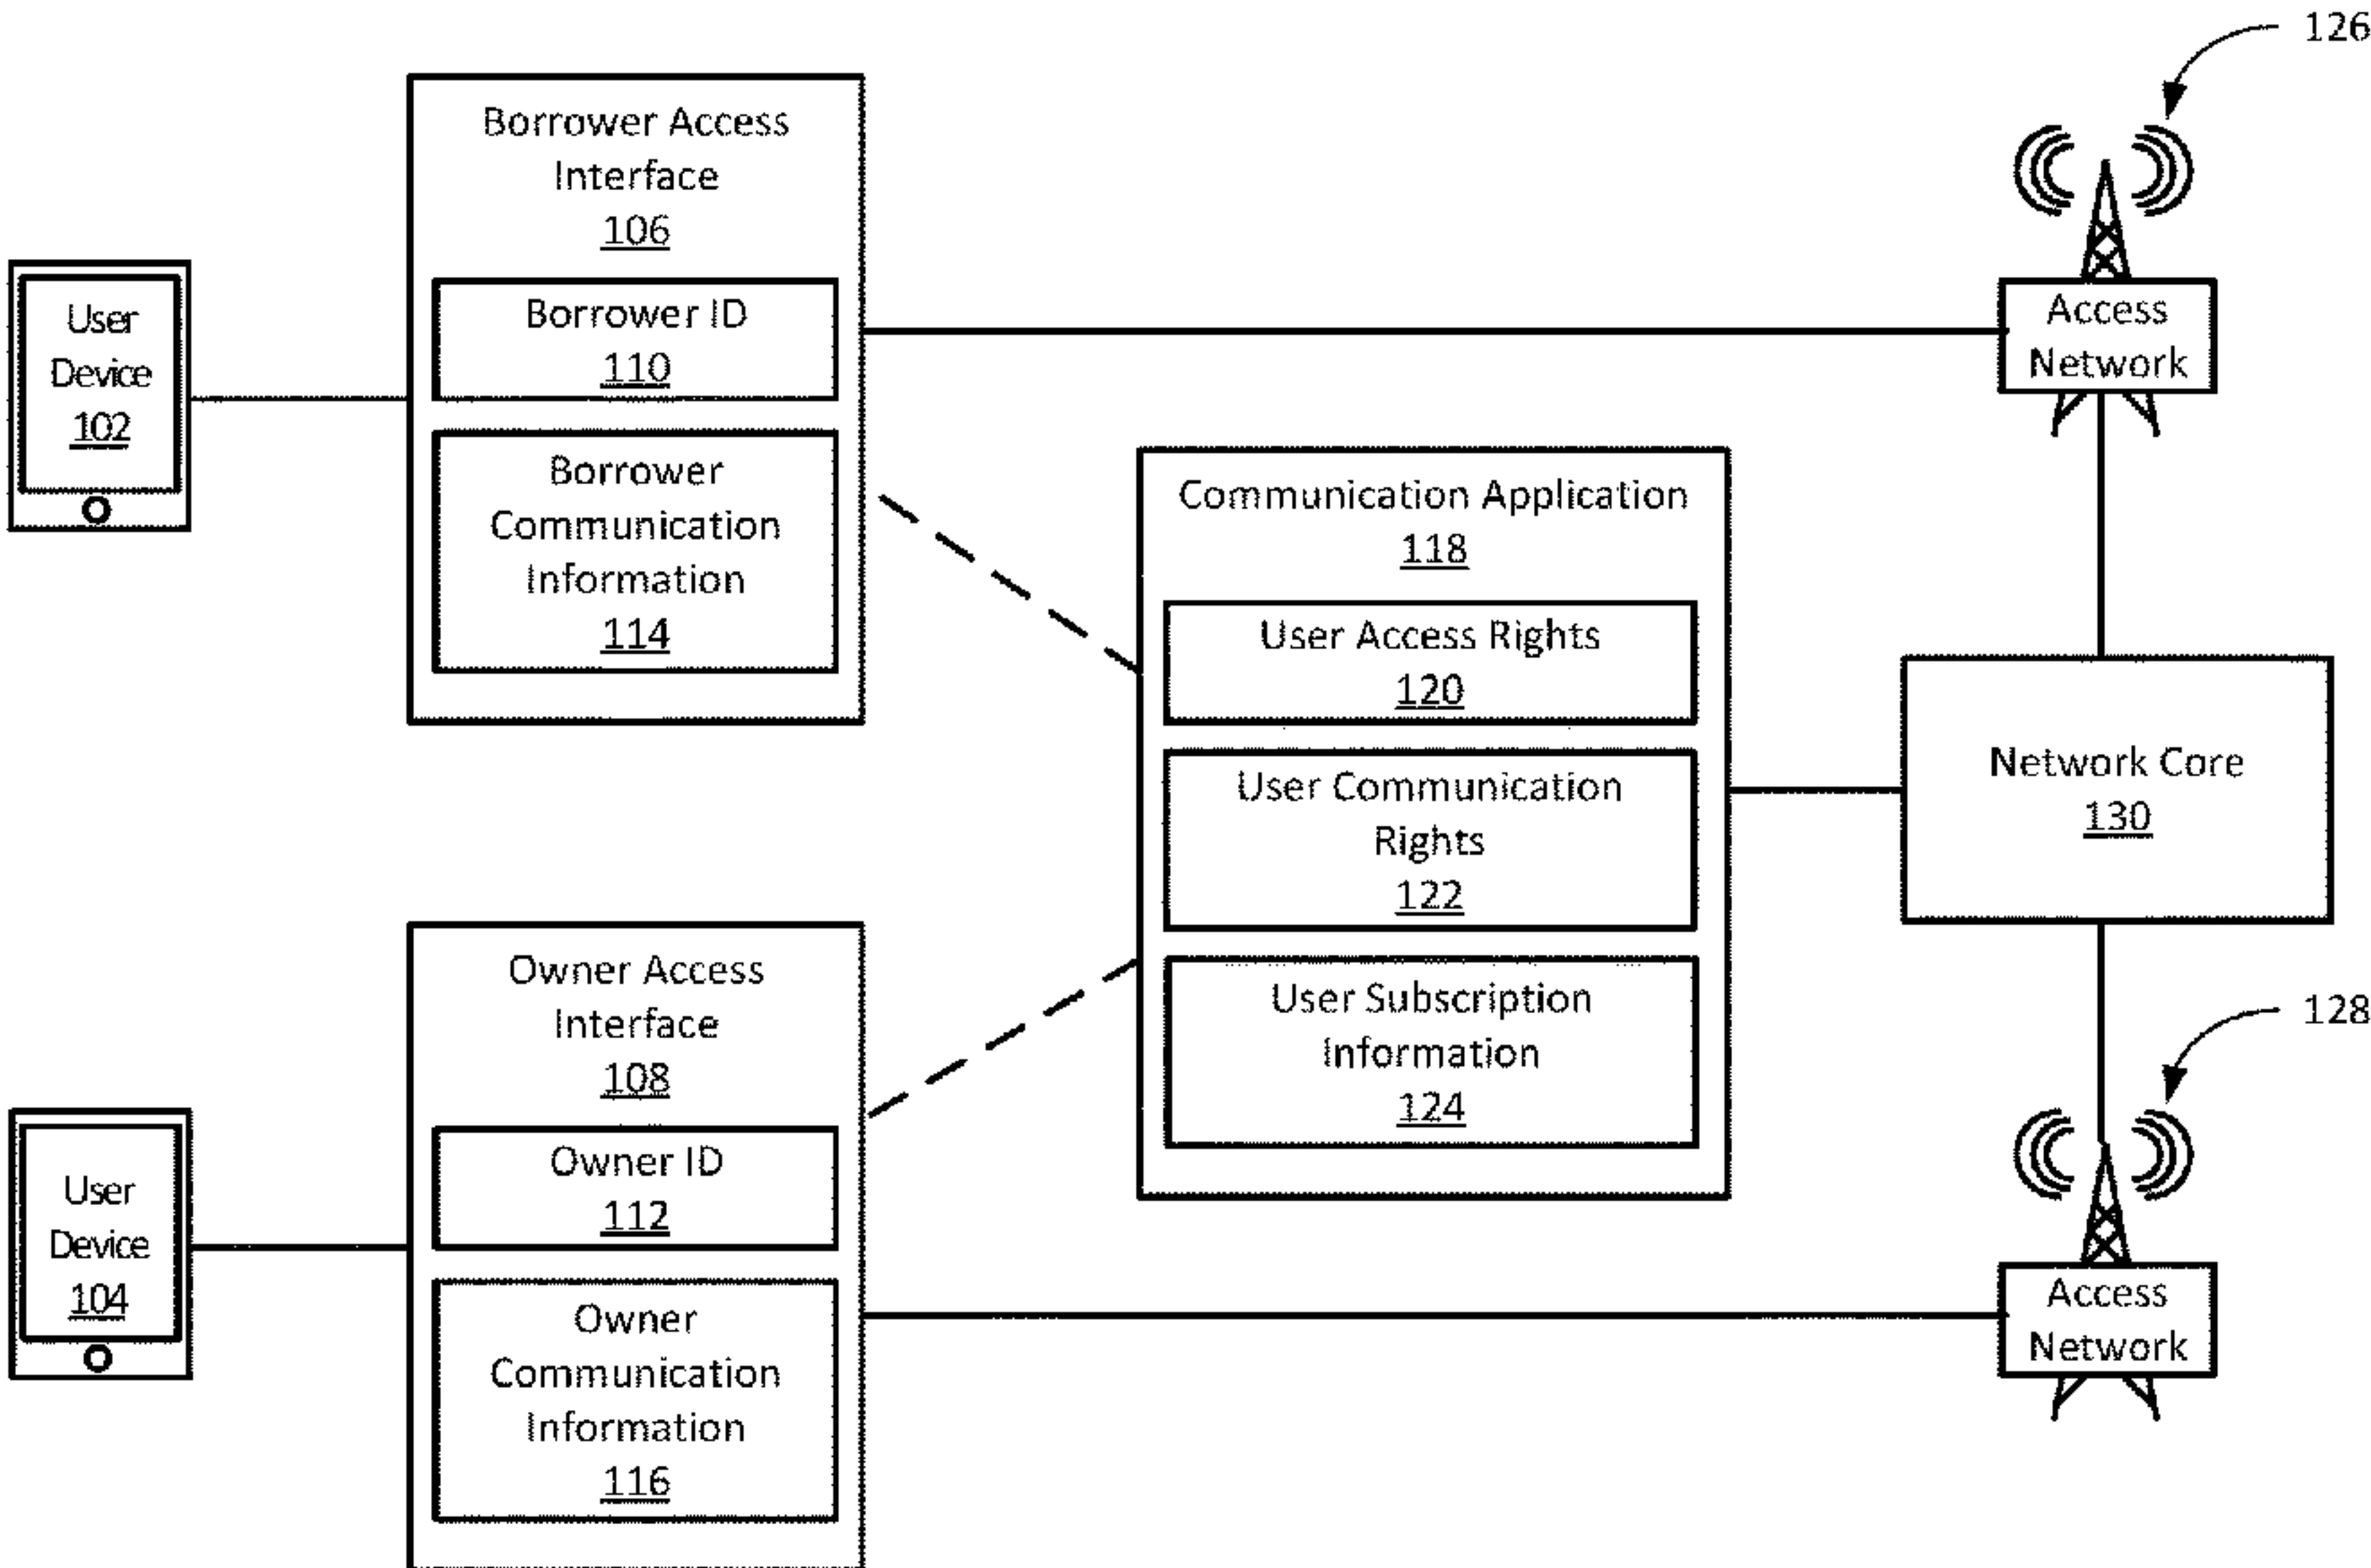 126
Borrower Access
Interface
106
Borrower ID
110
Borrower
Communication
Information
114
User
Device
102
Access
Network
Communication Application
118
User Access Rights
120
User Communication
Rights
122
User Subscription
Information
124
Network Core
130
Owner Access
Interface
108
Owner ID
112
Owner
Communication
Information
116
User
Device
104
128
Access
Network